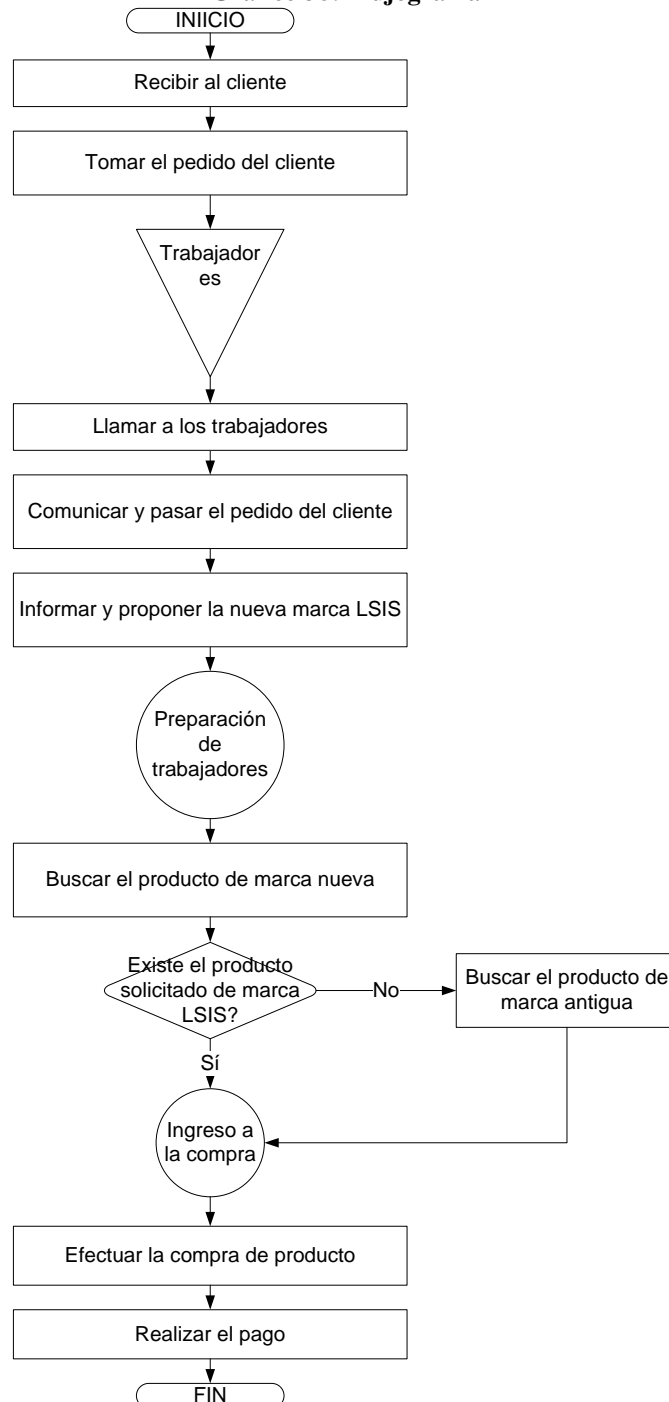 INIICIO
Recibir al cliente
Tomar el pedido del cliente
Trabajador
es
Llamar a los trabajadores
Comunicar y pasar el pedido del cliente
Informar y proponer la nueva marca LSIS
Preparación
de
trabajadores
Buscar el producto de marca nueva
Existe el producto
solicitado de marca
LSIS?
No
Buscar el producto de
marca antigua
Sí
Ingreso a
la compra
Efectuar la compra de producto
Realizar el pago
FIN